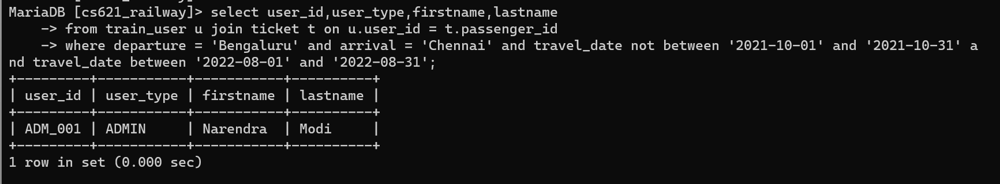 MariaDB [cs621_railway]> select user_id,user_type,firstname,lastname
    -> from train_user u join ticket t on u.user_id = t.passenger_id
    -> where departure = 'Bengaluru' and arrival = 'Chennai' and travel_date not between '2021-10-01' and '2021-10-31' a
nd travel_date between '2022-08-01' and '2022-08-31';
+---------+-----------+-----------+----------+
| user_id | user_type | firstname | lastname |
+---------+-----------+-----------+----------+
| ADM_001 | ADMIN     | Narendra  | Modi     |
+---------+-----------+-----------+----------+
1 row in set (0.000 sec)